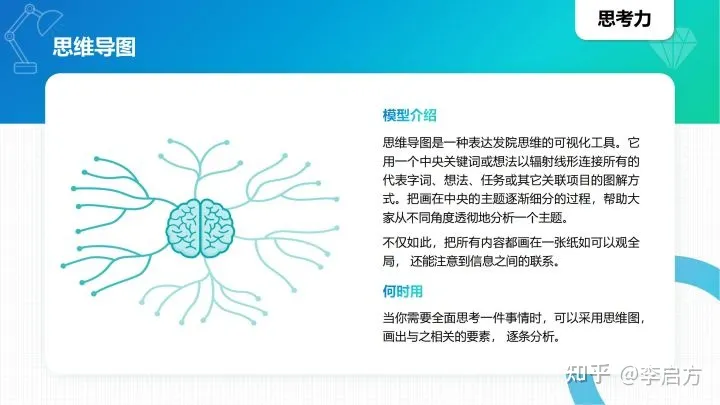 思考力
思维导图
模型介绍
思维导图是一种表达发院思维的可视化工具。它
用一个中央关键词或想法以辐射线形连接所有的
代表字词、想法、任务或其它关联项目的图解方
式。把画在中央的主题逐渐细分的过程，帮助大
家从不同角度透彻地分析一个主题。
不仅如此，把所有内容都画在一张纸如可以观全
局， 还能注意到信息之间的联系。
何时用
当你需要全面思考一件事情时，可以采用思维图，
画出与之相关的要素， 逐条分析。
知乎 @李启方